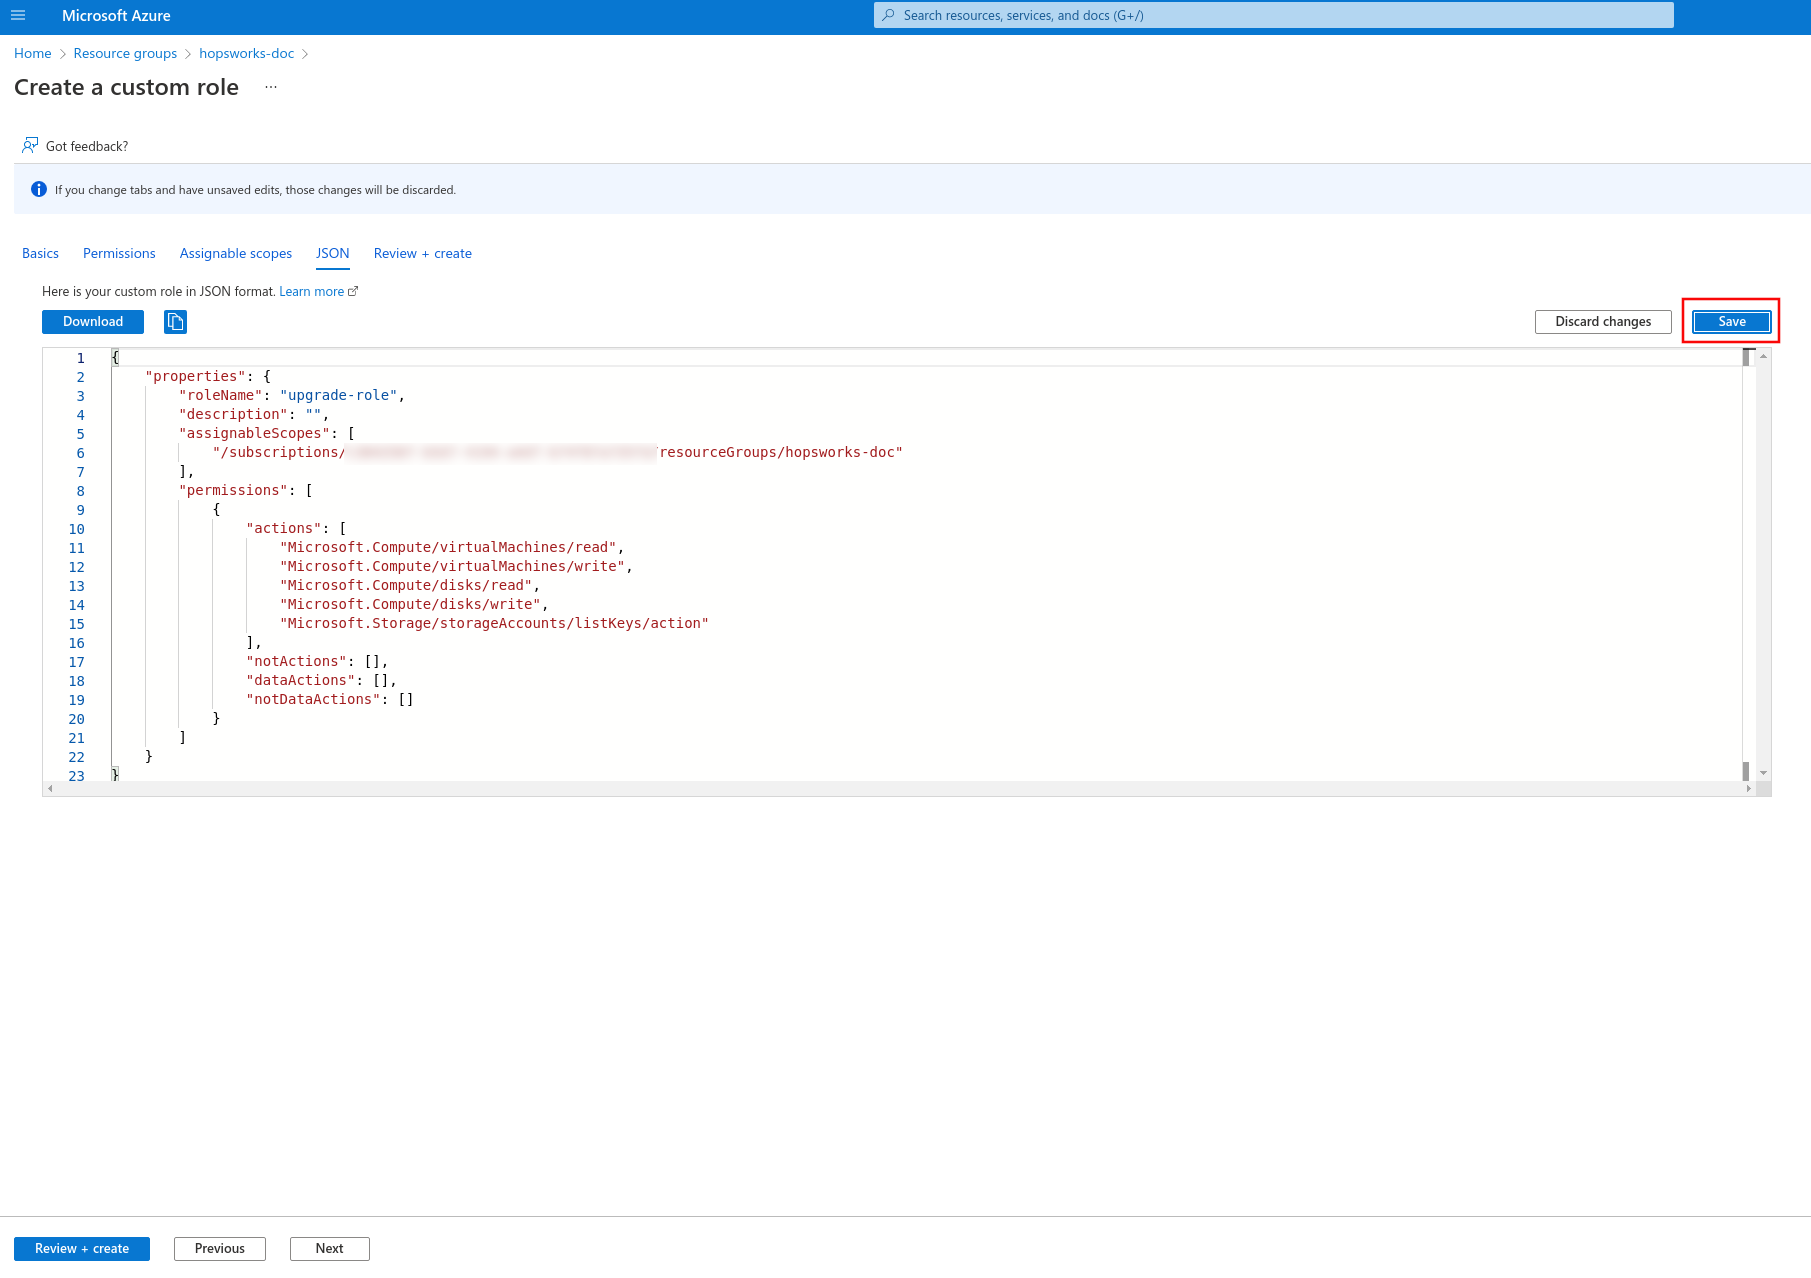 Microsoft Azure
Search resources, services, and docs (G+/)
Home > Resource groups > hopsworks-doc >
Create a custom role ...
Got feedback?
If you change tabs and have unsaved edits, those changes will be discarded.
Basics Permissions Assignable scopes JSON Review + create
Here is your custom role in JSON format. Learn more
Download Discard changes Save
1 {
2 "properties": {
3 "roleName": "upgrade-role",
4 "description": "",
5 "assignableScopes": [
6 "/subscriptions/ /resourceGroups/hopsworks-doc"
7 ],
8 "permissions": [
9 {
10 "actions": [
11 "Microsoft.Compute/virtualMachines/read",
12 "Microsoft.Compute/virtualMachines/write",
13 "Microsoft.Compute/disks/read",
14 "Microsoft.Compute/disks/write",
15 "Microsoft.Storage/storageAccounts/listKeys/action"
16 ],
17 "notActions": [],
18 "dataActions": [],
19 "notDataActions": []
20 }
21 ]
22 }
23 }
Review + create Previous Next